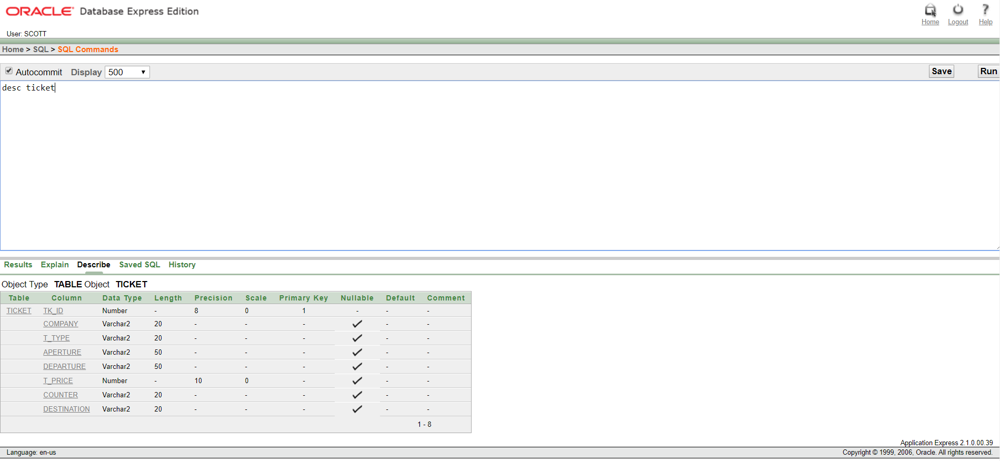 ORACLE Database Express Edition
Home Logout Help
User: SCOTT
Home > SQL > SQL Commands
Autocommit Display 500 Save Run
desc ticket
Results Explain Describe Saved SQL History
Object Type TABLE Object TICKET
Table Column Data Type Length Precision Scale Primary Key Nullable Default Comment
TICKET TK_ID Number - 8 0 1 - - -
COMPANY Varchar2 20 - - - ✓ - -
T_TYPE Varchar2 20 - - - ✓ - -
APERTURE Varchar2 50 - - - ✓ - -
DEPARTURE Varchar2 50 - - - ✓ - -
T_PRICE Number - 10 0 - ✓ - -
COUNTER Varchar2 20 - - - ✓ - -
DESTINATION Varchar2 20 - - - ✓ - -
1 - 8
Application Express 2.1.0.00.39
Language: en-us Copyright © 1999, 2006, Oracle. All rights reserved.